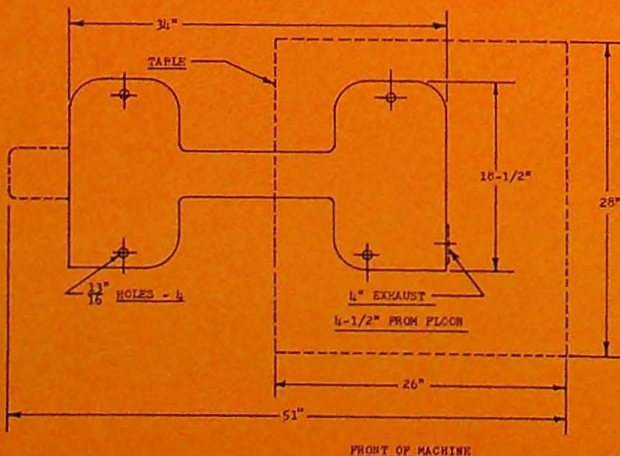 34"
TABLE
18-1/2"
28"
13/16" HOLES - 4
4" EXHAUST
4-1/2" FROM FLOOR
26"
51"
FRONT OF MACHINE